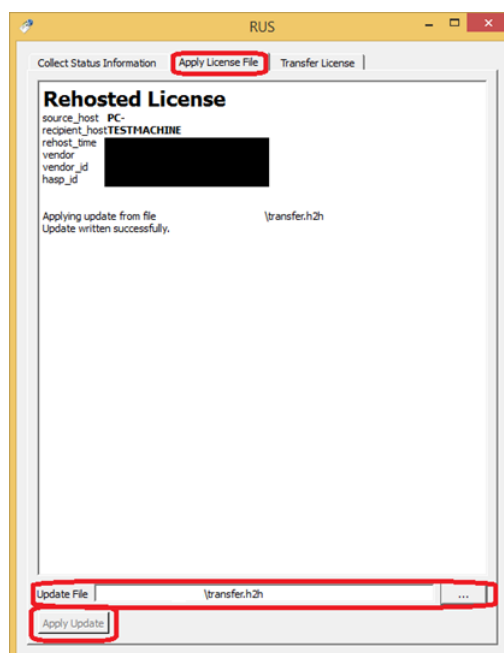 RUS
Collect Status Information Apply License File Transfer License
Rehosted License
source_host PC-
recipient_host TESTMACHINE
rehost_time
vendor
vendor_id
hasp_id
Applying update from file \transfer.h2h
Update written successfully.
Update File \transfer.h2h ...
Apply Update